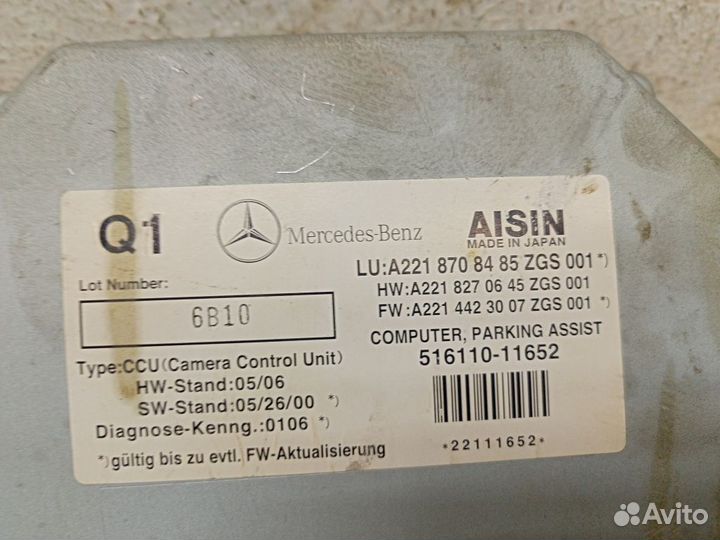 Q1
Mercedes-Benz
AISIN
MADE IN JAPAN
LU:A221 870 84 85 ZGS 001 *)
HW:A221 827 06 45 ZGS 001
FW:A221 442 30 07 ZGS 001 *)
COMPUTER, PARKING ASSIST
516110-11652
*22111652*
Lot Number:
6B10
Type:CCU(Camera Control Unit)
HW-Stand:05/06
SW-Stand:05/26/00 *)
Diagnose-Kenng.:0106 *)
*)gültig bis zu evtl. FW-Aktualisierung
Avito